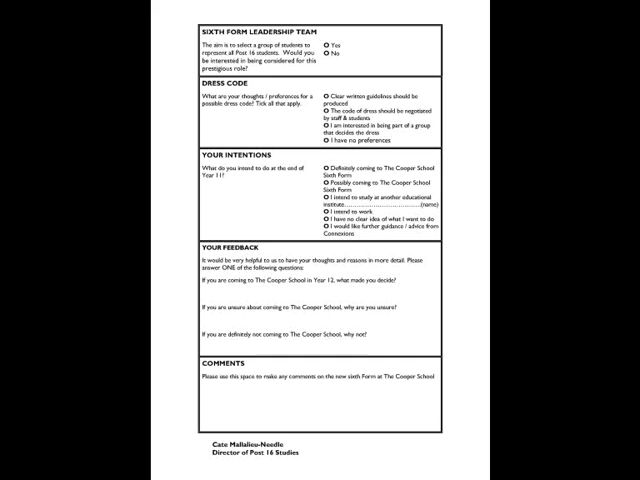 SIXTH FORM LEADERSHIP TEAM
The aim is to select a group of students to
represent all Post 16 students. Would you
be interested in being considered for this
prestigious role?
O Yes
O No
DRESS CODE
What are your thoughts / preferences for a
possible dress code? Tick all that apply.
O Clear written guidelines should be
produced
O The code of dress should be negotiated
by staff & students
O I am interested in being part of a group
that decides the dress
O I have no preferences
YOUR INTENTIONS
What do you intend to do at the end of
Year 11?
O Definitely coming to The Cooper School
Sixth Form
O Possibly coming to The Cooper School
Sixth Form
O I intend to study at another educational
institute……………………………(name)
O I intend to work
O I have no clear idea of what I want to do
O I would like further guidance / advice from
Connexions
YOUR FEEDBACK
It would be very helpful to us to have your thoughts and reasons in more detail. Please
answer ONE of the following questions:
If you are coming to The Cooper School in Year 12, what made you decide?
If you are unsure about coming to The Cooper School, why are you unsure?
If you are definitely not coming to The Cooper School, why not?
COMMENTS
Please use this space to make any comments on the new sixth Form at The Cooper School
Cate Mallalieu-Needle
Director of Post 16 Studies